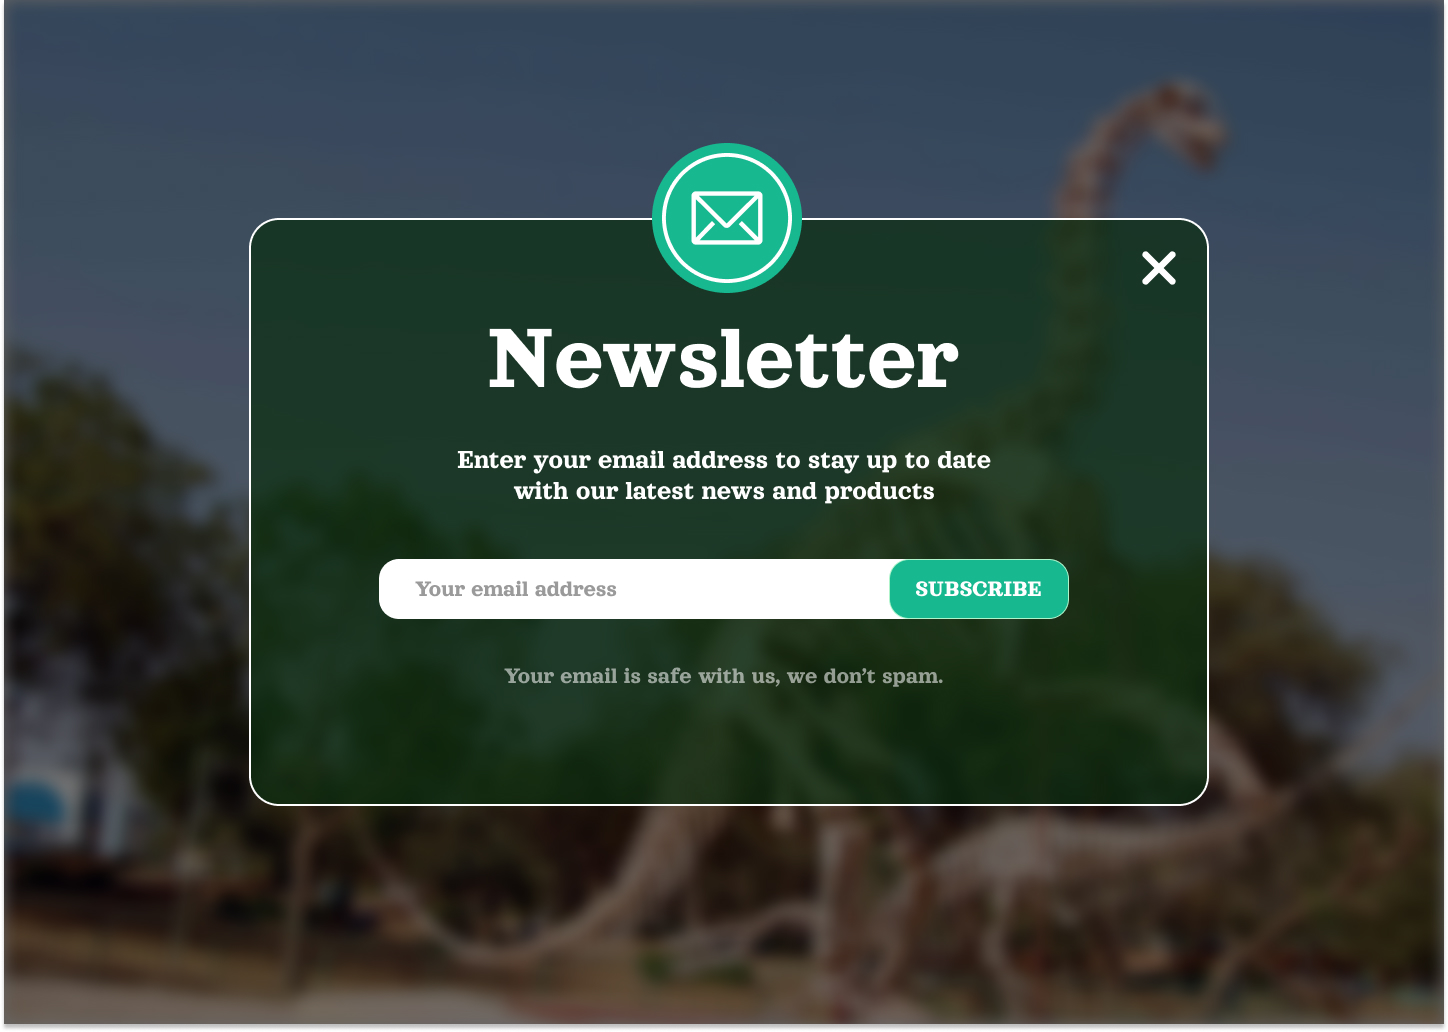 Newsletter
Enter your email address to stay up to date
with our latest news and products
Your email address
SUBSCRIBE
Your email is safe with us, we don’t spam.